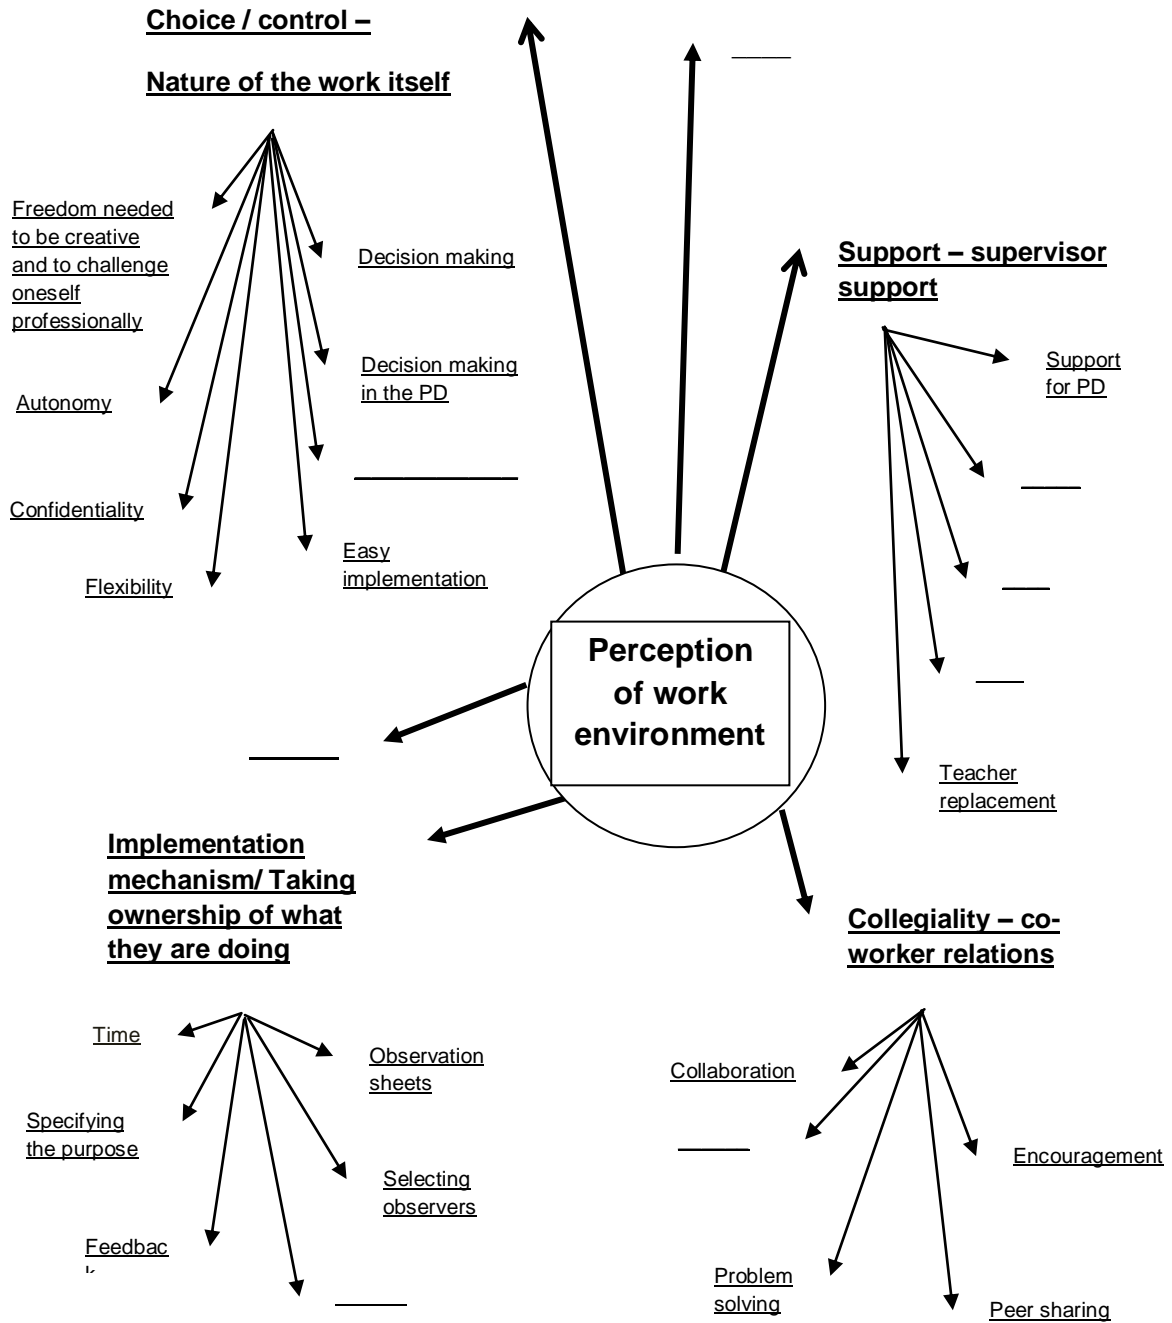 Choice / control –
Nature of the work itself
Freedom needed
to be creative
and to challenge
oneself
professionally
Autonomy
Confidentiality
Flexibility
Decision making
Decision making
in the PD
Easy
implementation
Support – supervisor
support
Support
for PD
Teacher
replacement
Perception
of work
environment
Implementation
mechanism/ Taking
ownership of what
they are doing
Time
Specifying
the purpose
Feedbac
k
Observation
sheets
Selecting
observers
Collegiality – co-
worker relations
Collaboration
Problem
solving
Encouragement
Peer sharing